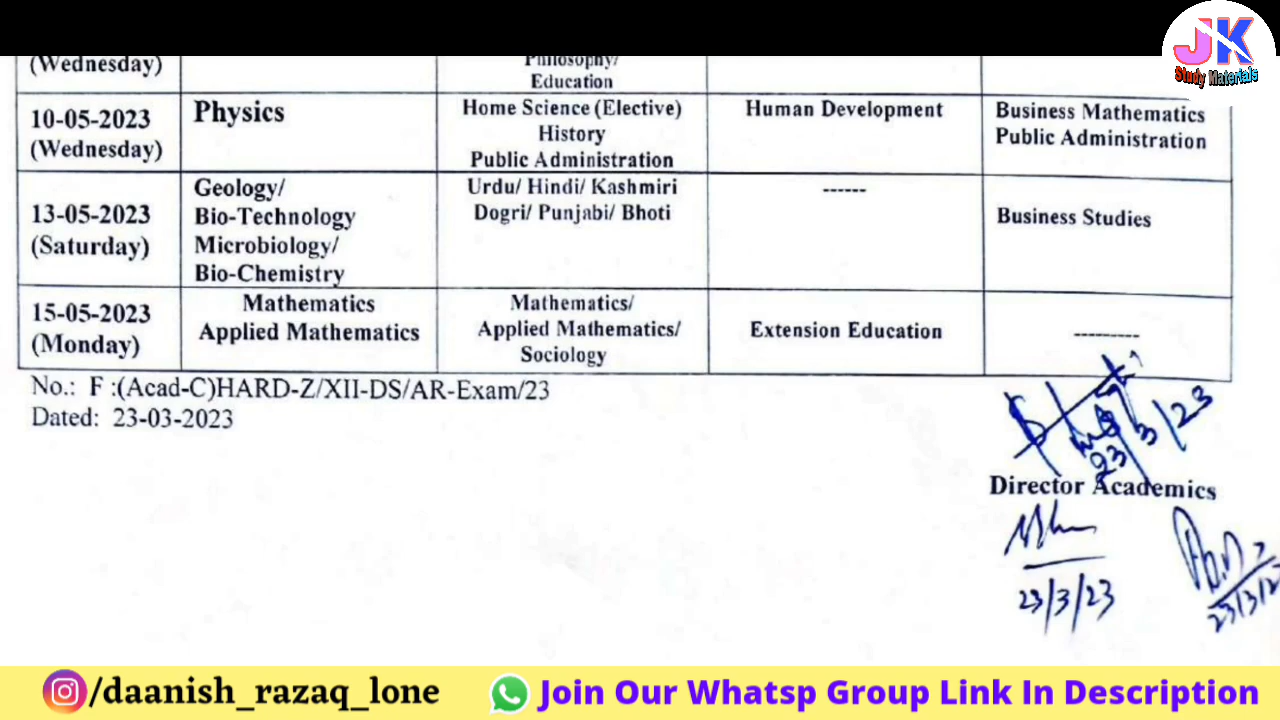 JK
Study Materials
(Wednesday)
Philosophy/
Education
10-05-2023
(Wednesday)
Physics
Home Science (Elective)
History
Public Administration
Human Development
Business Mathematics
Public Administration
13-05-2023
(Saturday)
Geology/
Bio-Technology
Microbiology/
Bio-Chemistry
Urdu/ Hindi/ Kashmiri
Dogri/ Punjabi/ Bhoti
------
Business Studies
15-05-2023
(Monday)
Mathematics
Applied Mathematics
Mathematics/
Applied Mathematics/
Sociology
Extension Education
---------
No.: F :(Acad-C)HARD-Z/XII-DS/AR-Exam/23
Dated: 23-03-2023
Director Academics
23/3/23
/daanish_razaq_lone
Join Our Whatsp Group Link In Description